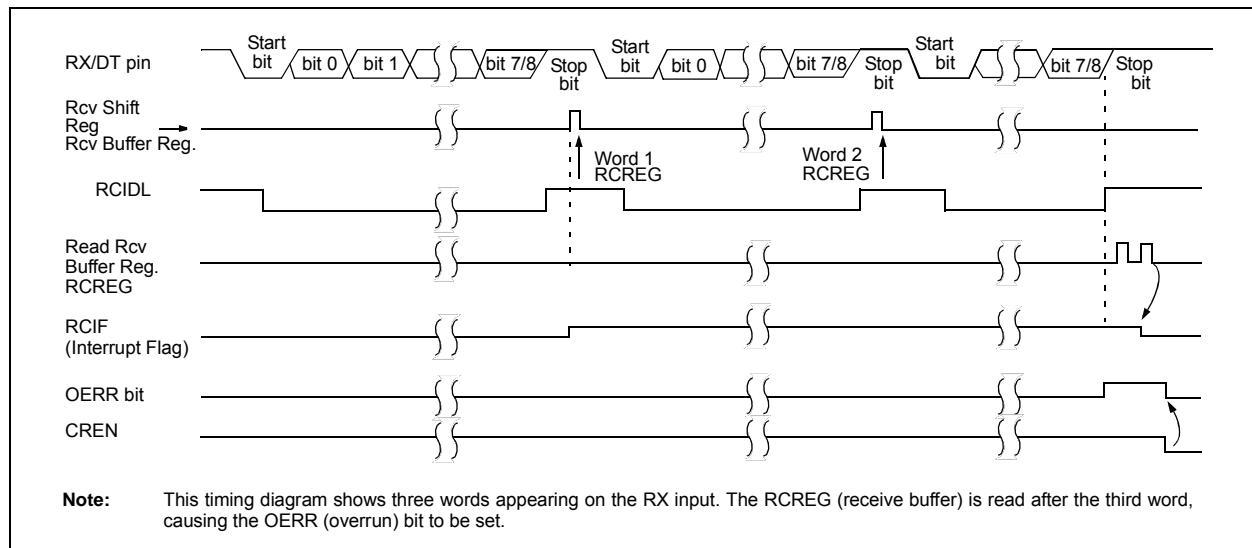 RX/DT pin
Start bit
bit 0
bit 1
bit 7/8
Stop bit
Start bit
bit 0
bit 7/8
Stop bit
Start bit
bit 7/8
Stop bit
Rcv Shift
Reg
Rcv Buffer Reg.
Word 1
RCREG
Word 2
RCREG
RCIDL
Read Rcv
Buffer Reg.
RCREG
RCIF
(Interrupt Flag)
OERR bit
CREN
Note: This timing diagram shows three words appearing on the RX input. The RCREG (receive buffer) is read after the third word,
causing the OERR (overrun) bit to be set.